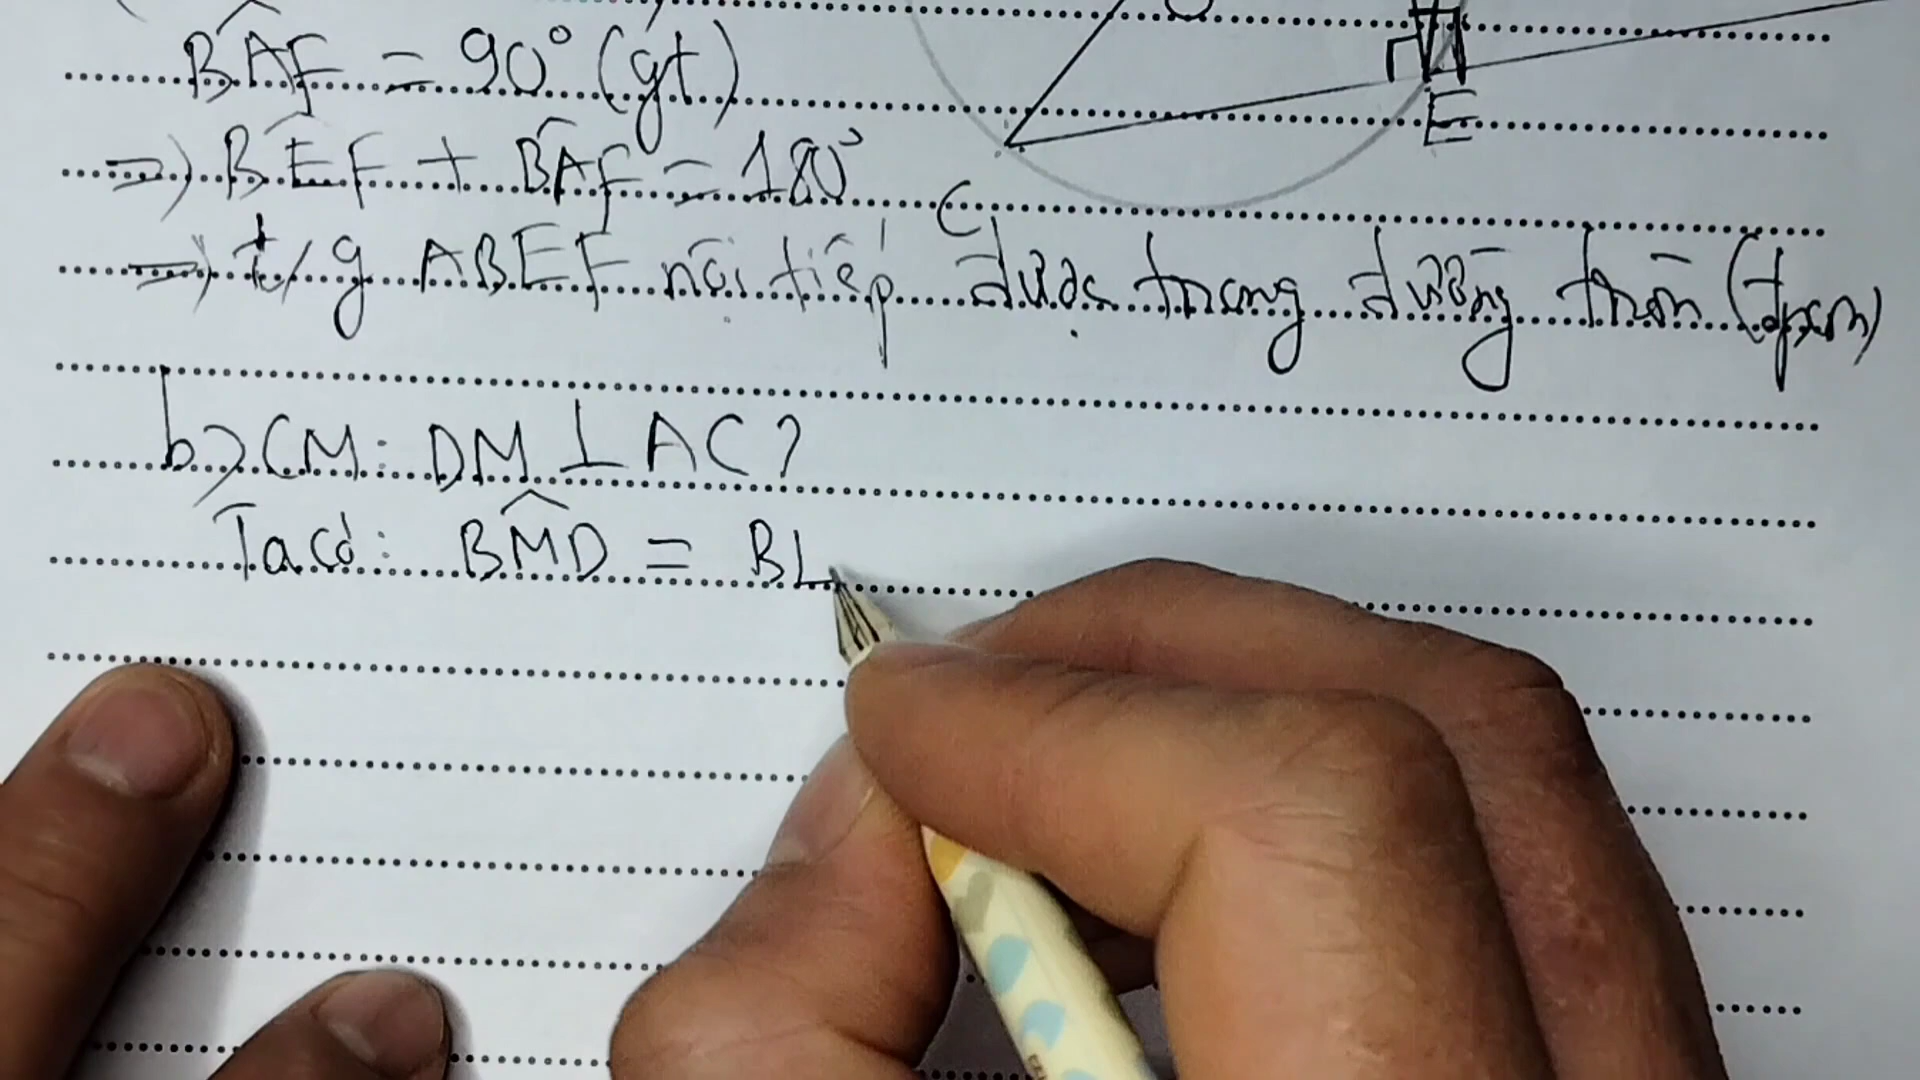 BÂF = 90° (gt)
=> BÊF + BÂF = 180°
=> t/g ABEF nội tiếp được trong đường tròn (đpcm)
b) CM: DM ⊥ AC?
Ta có: BM̂D = BL
E
C